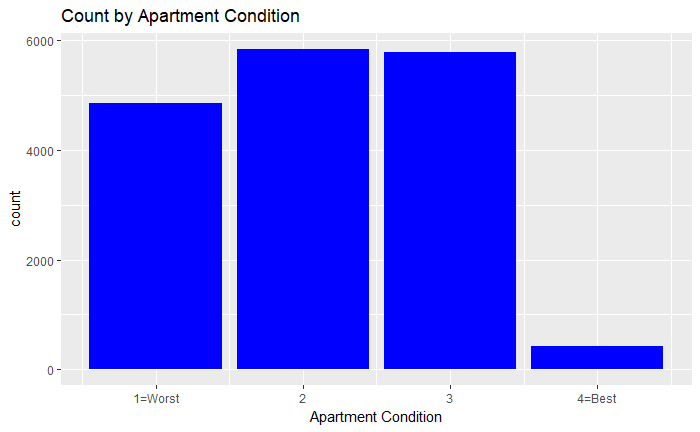 Count by Apartment Condition
6000
4000
2000
0
count
1=Worst 2 3 4=Best
Apartment Condition